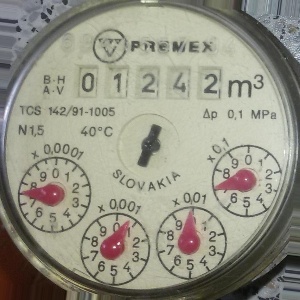 PREMEX
B-H
A-V
01242 m³
TCS 142/91-1005 Δp 0,1 MPa
N1,5 40°C
SLOVAKIA
x 0,0001
x 0,001
x 0,01
x 0,1